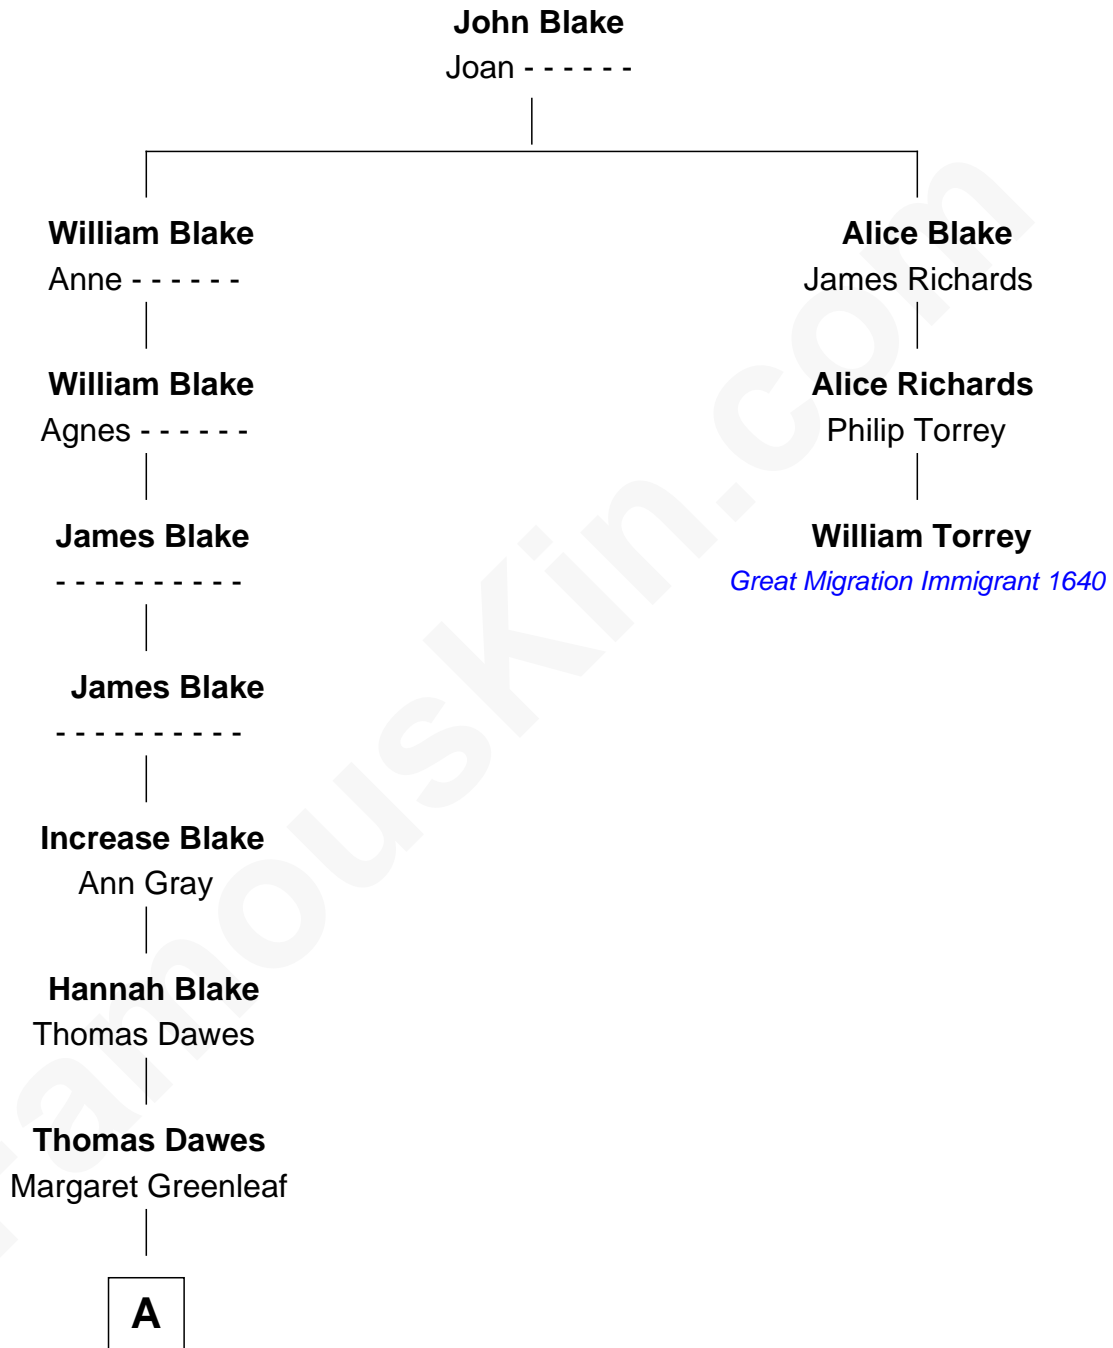 John Blake
Joan - - - - - -
William Blake
Anne - - - - - -
Alice Blake
James Richards
William Blake
Agnes - - - - - -
Alice Richards
Philip Torrey
James Blake
- - - - - - - - - -
William Torrey
Great Migration Immigrant 1640
James Blake
- - - - - - - - - -
Increase Blake
Ann Gray
Hannah Blake
Thomas Dawes
Thomas Dawes
Margaret Greenleaf
A
FamousKin.com